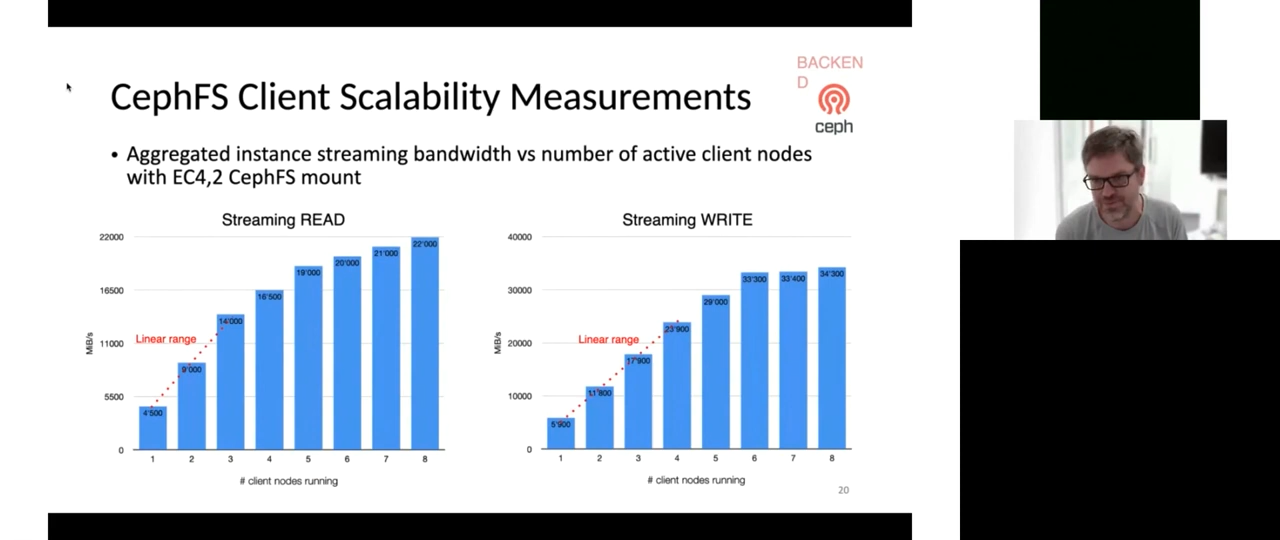 BACKEN
D
ceph
CephFS Client Scalability Measurements
• Aggregated instance streaming bandwidth vs number of active client nodes
with EC4,2 CephFS mount
Streaming READ
22000
16500
11000
5500
0
MiB/s
Linear range
4'500
9'000
14'000
16'500
19'000
20'000
21'000
22'000
1 2 3 4 5 6 7 8
# client nodes running
Streaming WRITE
40000
30000
20000
10000
0
MiB/s
Linear range
5'900
11'800
17'900
23'900
29'000
33'300
33'400
34'300
1 2 3 4 5 6 7 8
# client nodes running
20